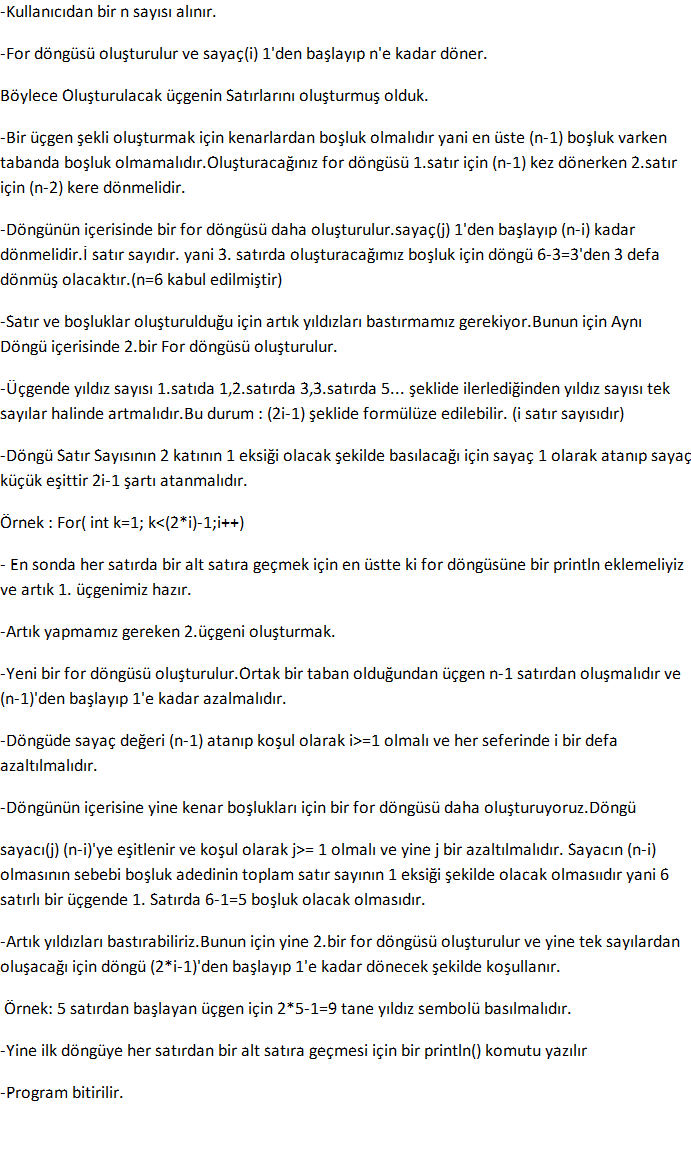 -Kullanıcıdan bir n sayısı alınır.
-For döngüsü oluşturulur ve sayaç(i) 1'den başlayıp n'e kadar döner.
Böylece Oluşturulacak üçgenin Satırlarını oluşturmuş olduk.
-Bir üçgen şekli oluşturmak için kenarlardan boşluk olmalıdır yani en üste (n-1) boşluk varken
tabanda boşluk olmamalıdır.Oluşturacağınız for döngüsü 1.satır için (n-1) kez dönerken 2.satır
için (n-2) kere dönmelidir.
-Döngünün içerisinde bir for döngüsü daha oluşturulur.sayaç(j) 1'den başlayıp (n-i) kadar
dönmelidir.İ satır sayıdır. yani 3. satırda oluşturacağımız boşluk için döngü 6-3=3'den 3 defa
dönmüş olacaktır.(n=6 kabul edilmiştir)
-Satır ve boşluklar oluşturulduğu için artık yıldızları bastırmamız gerekiyor.Bunun için Aynı
Döngü içerisinde 2.bir For döngüsü oluşturulur.
-Üçgende yıldız sayısı 1.satıda 1,2.satırda 3,3.satırda 5... şeklide ilerlediğinden yıldız sayısı tek
sayılar halinde artmalıdır.Bu durum : (2i-1) şeklide formülüze edilebilir. (i satır sayısıdır)
-Döngü Satır Sayısının 2 katının 1 eksiği olacak şekilde basılacağı için sayaç 1 olarak atanıp sayaç
küçük eşittir 2i-1 şartı atanmalıdır.
Örnek : For( int k=1; k<(2*i)-1;i++)
- En sonda her satırda bir alt satıra geçmek için en üstte ki for döngüsüne bir println eklemeliyiz
ve artık 1. üçgenimiz hazır.
-Artık yapmamız gereken 2.üçgeni oluşturmak.
-Yeni bir for döngüsü oluşturulur.Ortak bir taban olduğundan üçgen n-1 satırdan oluşmalıdır ve
(n-1)'den başlayıp 1'e kadar azalmalıdır.
-Döngüde sayaç değeri (n-1) atanıp koşul olarak i>=1 olmalı ve her seferinde i bir defa
azaltılmalıdır.
-Döngünün içerisine yine kenar boşlukları için bir for döngüsü daha oluşturuyoruz.Döngü
sayacı(j) (n-i)'ye eşitlenir ve koşul olarak j>= 1 olmalı ve yine j bir azaltılmalıdır. Sayacın (n-i)
olmasının sebebi boşluk adedinin toplam satır sayının 1 eksiği şekilde olacak olmasııdır yani 6
satırlı bir üçgende 1. Satırda 6-1=5 boşluk olacak olmasıdır.
-Artık yıldızları bastırabiliriz.Bunun için yine 2.bir for döngüsü oluşturulur ve yine tek sayılardan
oluşacağı için döngü (2*i-1)'den başlayıp 1'e kadar dönecek şekilde koşullanır.
Örnek: 5 satırdan başlayan üçgen için 2*5-1=9 tane yıldız sembolü basılmalıdır.
-Yine ilk döngüye her satırdan bir alt satıra geçmesi için bir println() komutu yazılır
-Program bitirilir.